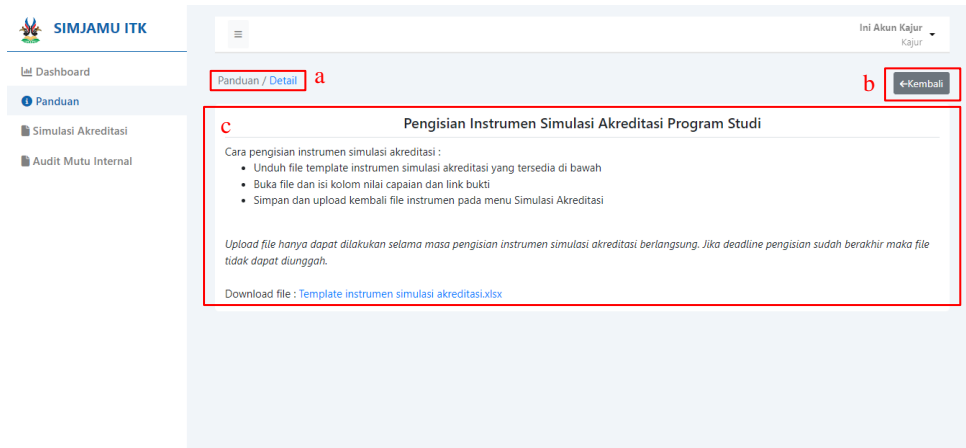 SIMJAMU ITK
≡
Ini Akun Kajur
Kajur
Dashboard
Panduan
Simulasi Akreditasi
Audit Mutu Internal
Panduan / Detail
a
b
←Kembali
c
Pengisian Instrumen Simulasi Akreditasi Program Studi
Cara pengisian instrumen simulasi akreditasi :
• Unduh file template instrumen simulasi akreditasi yang tersedia di bawah
• Buka file dan isi kolom nilai capaian dan link bukti
• Simpan dan upload kembali file instrumen pada menu Simulasi Akreditasi
Upload file hanya dapat dilakukan selama masa pengisian instrumen simulasi akreditasi berlangsung. Jika deadline pengisian sudah berakhir maka file
tidak dapat diunggah.
Download file : Template instrumen simulasi akreditasi.xlsx